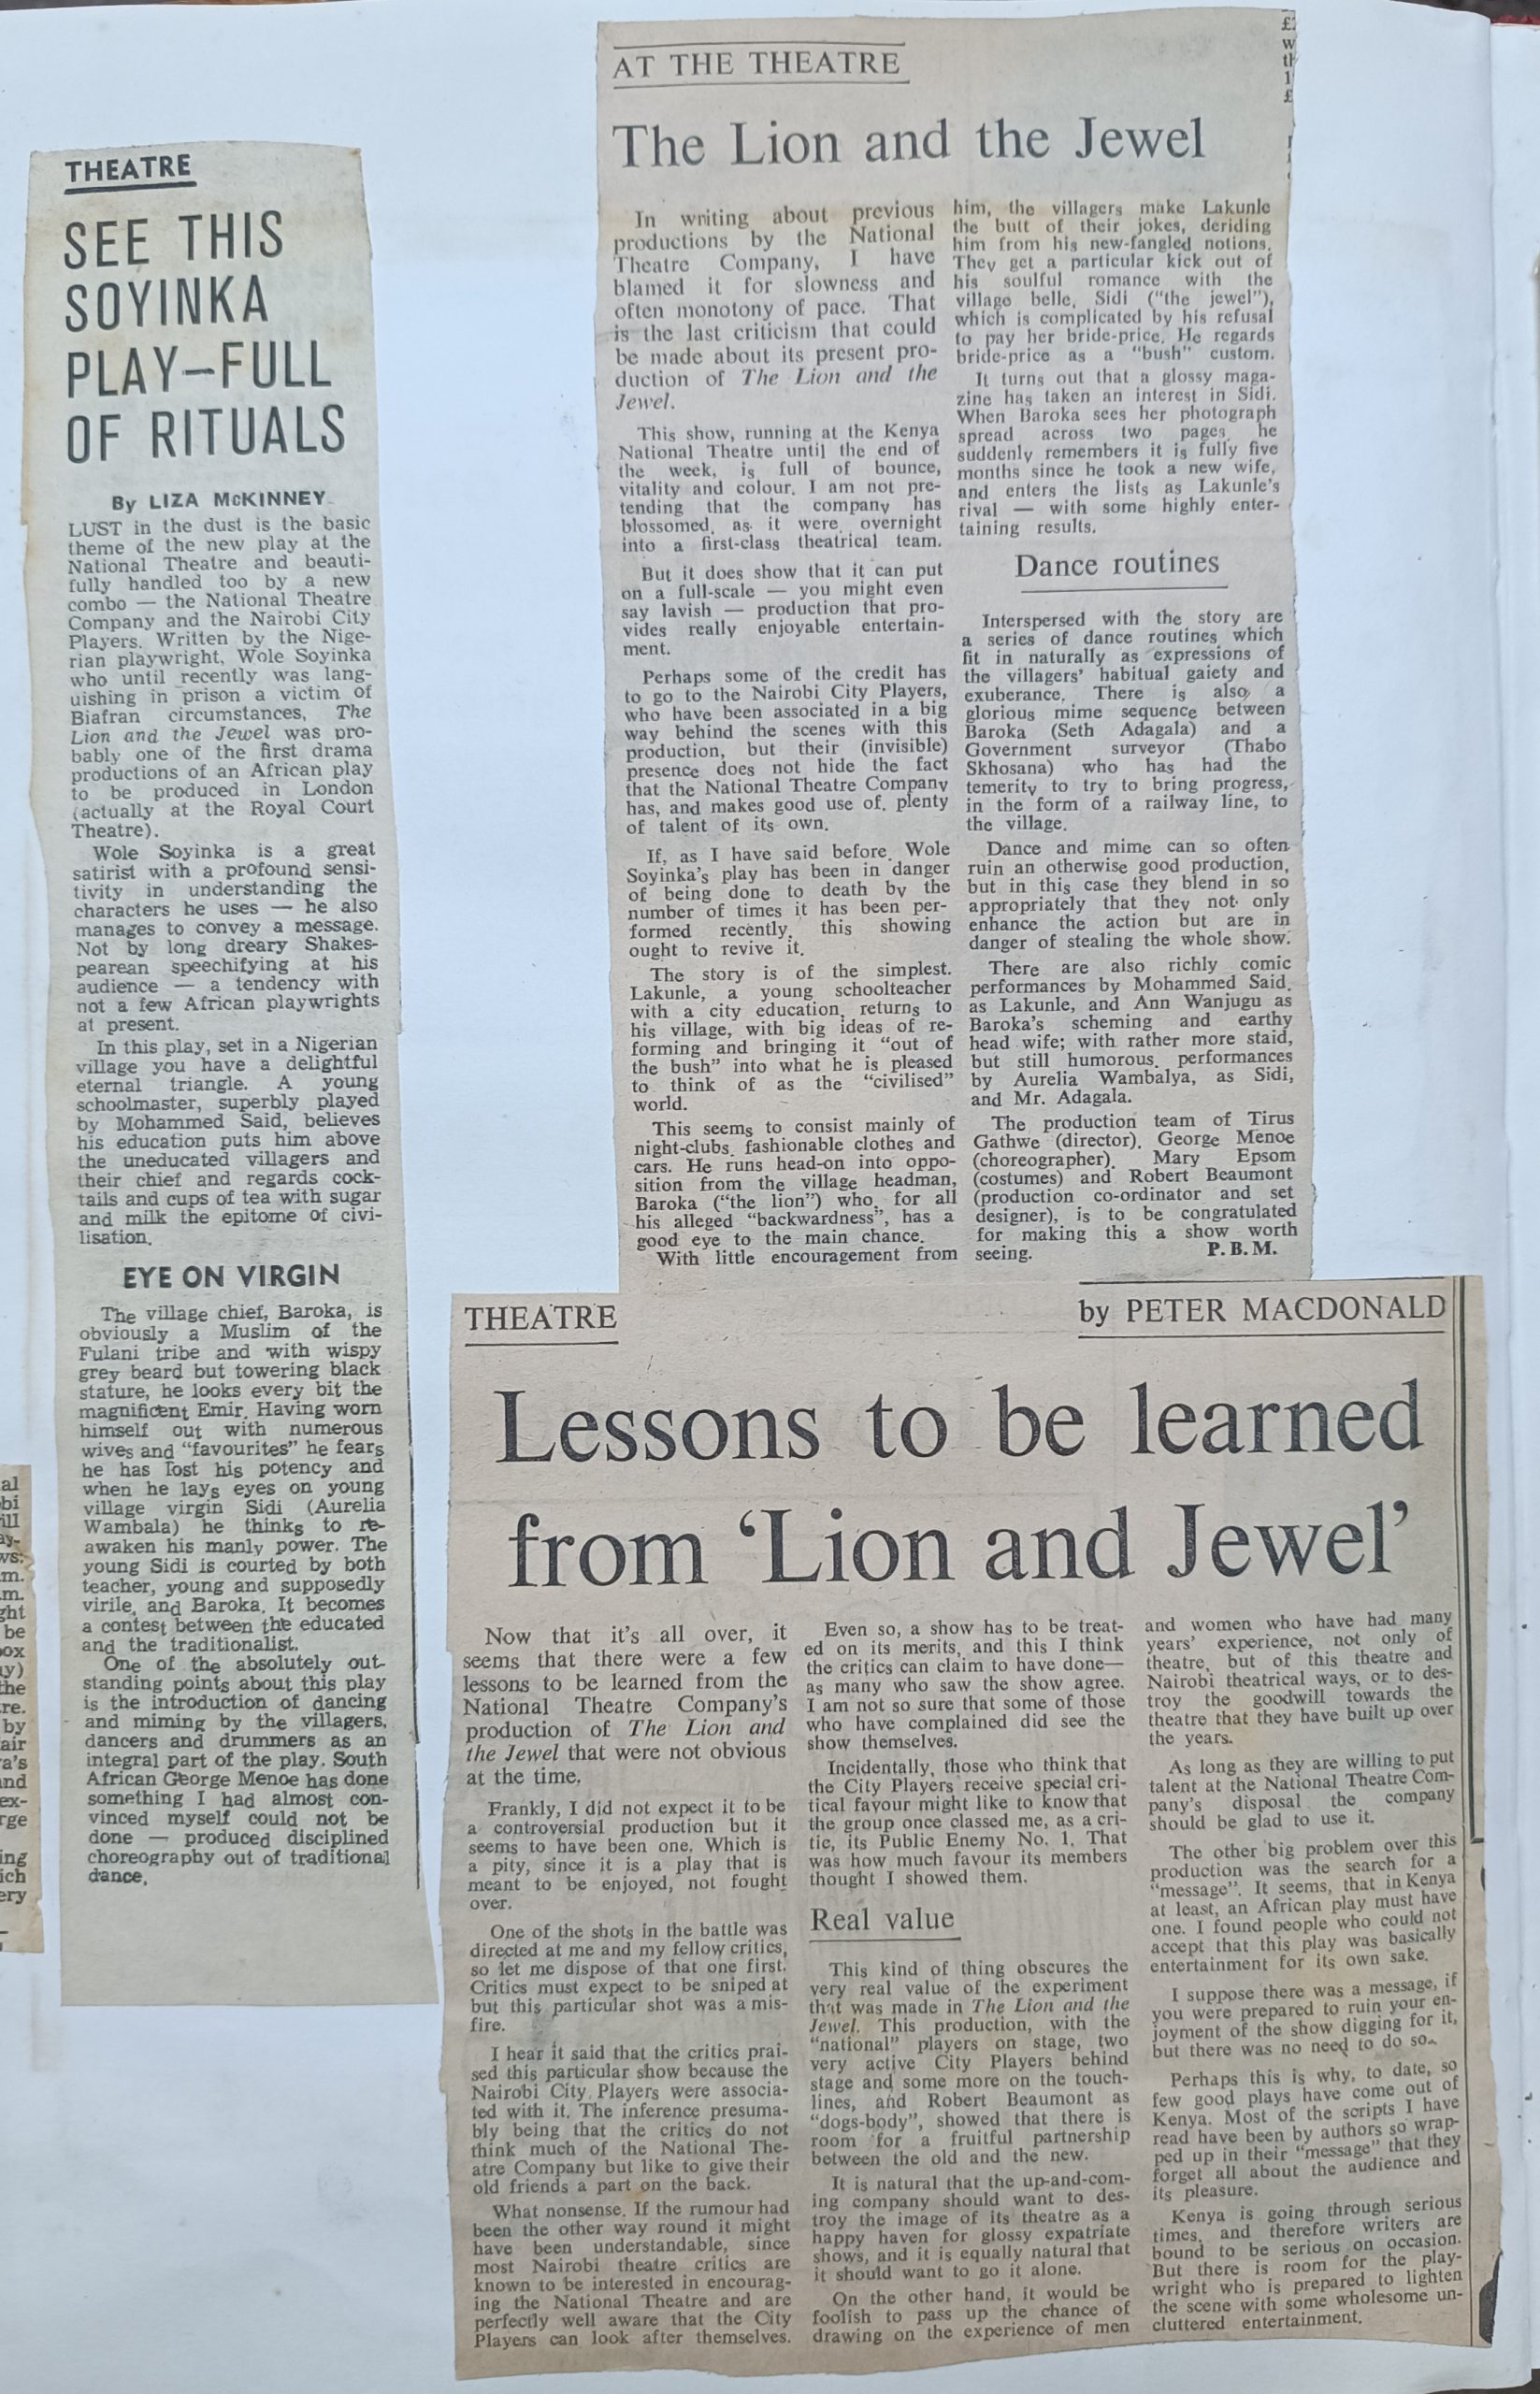 THEATRE
SEE THIS
SOYINKA
PLAY—FULL
OF RITUALS
By LIZA McKINNEY
LUST in the dust is the basic
theme of the new play at the
National Theatre and beauti-
fully handled too by a new
combo — the National Theatre
Company and the Nairobi City
Players. Written by the Nige-
rian playwright, Wole Soyinka
who until recently was lang-
uishing in prison a victim of
Biafran circumstances, The
Lion and the Jewel was pro-
bably one of the first drama
productions of an African play
to be produced in London
(actually at the Royal Court
Theatre).
Wole Soyinka is a great
satirist with a profound sensi-
tivity in understanding the
characters he uses — he also
manages to convey a message.
Not by long dreary Shakes-
pearean speechifying at his
audience — a tendency with
not a few African playwrights
at present.
In this play, set in a Nigerian
village you have a delightful
eternal triangle. A young
schoolmaster, superbly played
by Mohammed Said, believes
his education puts him above
the uneducated villagers and
their chief and regards cock-
tails and cups of tea with sugar
and milk the epitome of civi-
lisation.
EYE ON VIRGIN
The village chief, Baroka, is
obviously a Muslim of the
Fulani tribe and with wispy
grey beard but towering black
stature, he looks every bit the
magnificent Emir. Having worn
himself out with numerous
wives and "favourites" he fears
he has lost his potency and
when he lays eyes on young
village virgin Sidi (Aurelia
Wambala) he thinks to re-
awaken his manly power. The
young Sidi is courted by both
teacher, young and supposedly
virile, and Baroka. It becomes
a contest between the educated
and the traditionalist.
One of the absolutely out-
standing points about this play
is the introduction of dancing
and miming by the villagers,
dancers and drummers as an
integral part of the play. South
African George Menoe has done
something I had almost con-
vinced myself could not be
done — produced disciplined
choreography out of traditional
dance.
AT THE THEATRE
The Lion and the Jewel
In writing about previous
productions by the National
Theatre Company, I have
blamed it for slowness and
often monotony of pace. That
is the last criticism that could
be made about its present pro-
duction of The Lion and the
Jewel.
This show, running at the Kenya
National Theatre until the end of
the week, is full of bounce,
vitality and colour. I am not pre-
tending that the company has
blossomed, as it were, overnight
into a first-class theatrical team.
But it does show that it can put
on a full-scale — you might even
say lavish — production that pro-
vides really enjoyable entertain-
ment.
Perhaps some of the credit has
to go to the Nairobi City Players,
who have been associated in a big
way behind the scenes with this
production, but their (invisible)
presence does not hide the fact
that the National Theatre Company
has, and makes good use of, plenty
of talent of its own.
If, as I have said before, Wole
Soyinka's play has been in danger
of being done to death by the
number of times it has been per-
formed recently, this showing
ought to revive it.
The story is of the simplest.
Lakunle, a young schoolteacher
with a city education, returns to
his village, with big ideas of re-
forming and bringing it "out of
the bush" into what he is pleased
to think of as the "civilised"
world.
This seems to consist mainly of
night-clubs, fashionable clothes and
cars. He runs head-on into oppo-
sition from the village headman,
Baroka ("the lion") who, for all
his alleged "backwardness", has a
good eye to the main chance.
With little encouragement from
him, the villagers make Lakunle
the butt of their jokes, deriding
him from his new-fangled notions.
They get a particular kick out of
his soulful romance with the
village belle, Sidi ("the jewel"),
which is complicated by his refusal
to pay her bride-price. He regards
bride-price as a "bush" custom.
It turns out that a glossy maga-
zine has taken an interest in Sidi.
When Baroka sees her photograph
spread across two pages, he
suddenly remembers it is fully five
months since he took a new wife,
and enters the lists as Lakunle's
rival — with some highly enter-
taining results.
Dance routines
Interspersed with the story are
a series of dance routines which
fit in naturally as expressions of
the villagers' habitual gaiety and
exuberance. There is also a
glorious mime sequence between
Baroka (Seth Adagala) and a
Government surveyor (Thabo
Skhosana) who has had the
temerity to try to bring progress,
in the form of a railway line, to
the village.
Dance and mime can so often
ruin an otherwise good production,
but in this case they blend in so
appropriately that they not only
enhance the action but are in
danger of stealing the whole show.
There are also richly comic
performances by Mohammed Said,
as Lakunle, and Ann Wanjugu as
Baroka's scheming and earthy
head wife; with rather more staid,
but still humorous, performances
by Aurelia Wambalya, as Sidi,
and Mr. Adagala.
The production team of Tirus
Gathwe (director), George Menoe
(choreographer), Mary Epsom
(costumes) and Robert Beaumont
(production co-ordinator and set
designer), is to be congratulated
for making this a show worth
seeing.
P. B. M.
THEATRE
by PETER MACDONALD
Lessons to be learned
from 'Lion and Jewel'
Now that it's all over, it
seems that there were a few
lessons to be learned from the
National Theatre Company's
production of The Lion and
the Jewel that were not obvious
at the time.
Frankly, I did not expect it to be
a controversial production but it
seems to have been one. Which is
a pity, since it is a play that is
meant to be enjoyed, not fought
over.
One of the shots in the battle was
directed at me and my fellow critics,
so let me dispose of that one first.
Critics must expect to be sniped at
but this particular shot was a mis-
fire.
I hear it said that the critics prai-
sed this particular show because the
Nairobi City Players were associa-
ted with it. The inference presuma-
bly being that the critics do not
think much of the National The-
atre Company but like to give their
old friends a part on the back.
What nonsense. If the rumour had
been the other way round it might
have been understandable, since
most Nairobi theatre critics are
known to be interested in encourag-
ing the National Theatre and are
perfectly well aware that the City
Players can look after themselves.
Even so, a show has to be treat-
ed on its merits, and this I think
the critics can claim to have done—
as many who saw the show agree.
I am not so sure that some of those
who have complained did see the
show themselves.
Incidentally, those who think that
the City Players receive special cri-
tical favour might like to know that
the group once classed me, as a cri-
tic, its Public Enemy No. 1. That
was how much favour its members
thought I showed them.
Real value
This kind of thing obscures the
very real value of the experiment
that was made in The Lion and the
Jewel. This production, with the
"national" players on stage, two
very active City Players behind
stage and some more on the touch-
lines, and Robert Beaumont as
"dogs-body", showed that there is
room for a fruitful partnership
between the old and the new.
It is natural that the up-and-com-
ing company should want to des-
troy the image of its theatre as a
happy haven for glossy expatriate
shows, and it is equally natural that
it should want to go it alone.
On the other hand, it would be
foolish to pass up the chance of
drawing on the experience of men
and women who have had many
years' experience, not only of
theatre, but of this theatre and
Nairobi theatrical ways, or to des-
troy the goodwill towards the
theatre that they have built up over
the years.
As long as they are willing to put
talent at the National Theatre Com-
pany's disposal the company
should be glad to use it.
The other big problem over this
production was the search for a
"message". It seems, that in Kenya
at least, an African play must have
one. I found people who could not
accept that this play was basically
entertainment for its own sake.
I suppose there was a message, if
you were prepared to ruin your en-
joyment of the show digging for it,
but there was no need to do so.
Perhaps this is why, to date, so
few good plays have come out of
Kenya. Most of the scripts I have
read have been by authors so wrap-
ped up in their "message" that they
forget all about the audience and
its pleasure.
Kenya is going through serious
times, and therefore writers are
bound to be serious on occasion.
But there is room for the play-
wright who is prepared to lighten
the scene with some wholesome un-
cluttered entertainment.